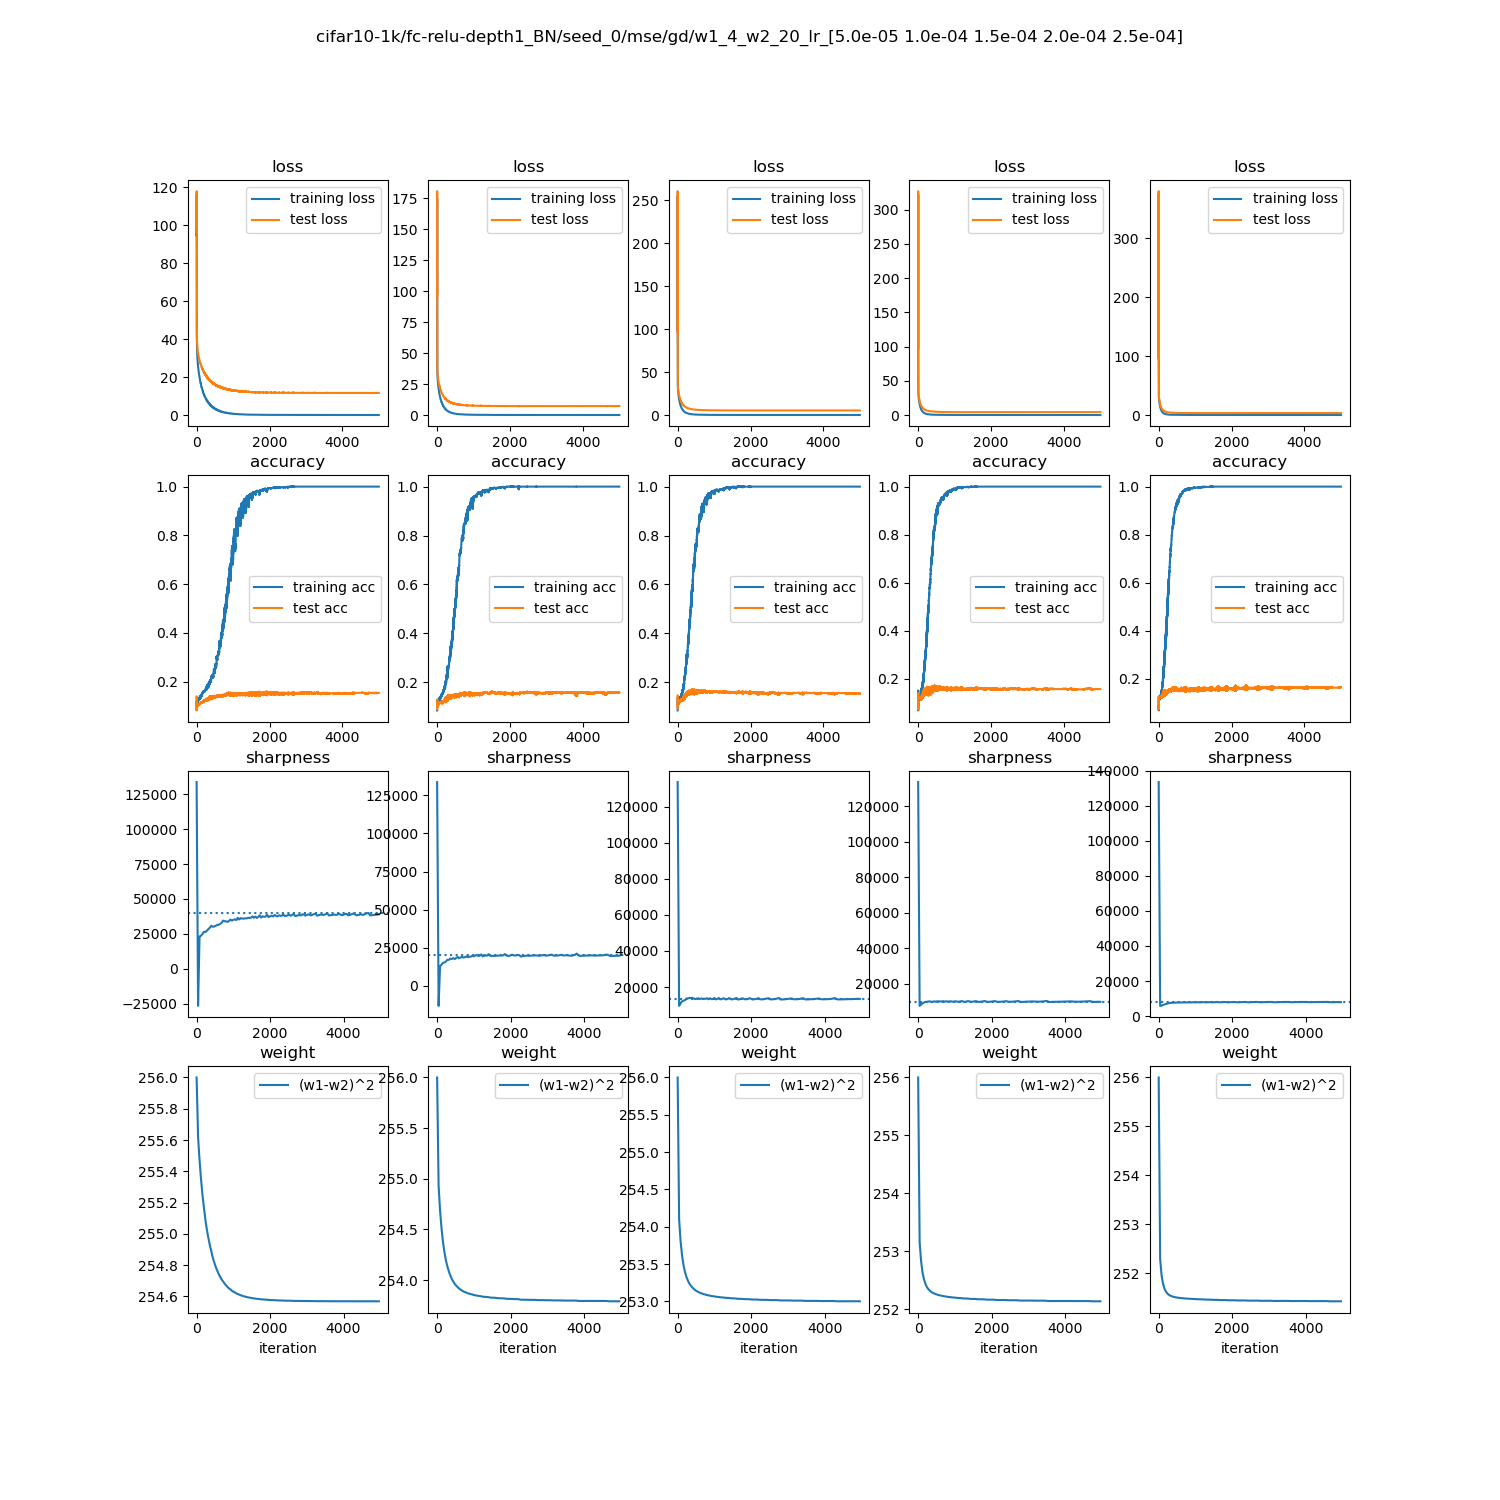 cifar10-1k/fc-relu-depth1_BN/seed_0/mse/gd/w1_4_w2_20_lr_[5.0e-05 1.0e-04 1.5e-04 2.0e-04 2.5e-04]
loss loss loss loss loss
120
100
80
60
40
20
0
training loss
test loss
0 2000 4000
175
150
125
100
75
50
25
0
training loss
test loss
0 2000 4000
250
200
150
100
50
0
training loss
test loss
0 2000 4000
300
250
200
150
100
50
0
training loss
test loss
0 2000 4000
300
200
100
0
training loss
test loss
0 2000 4000
accuracy accuracy accuracy accuracy accuracy
1.0
0.8
0.6
0.4
0.2
training acc
test acc
0 2000 4000
1.0
0.8
0.6
0.4
0.2
training acc
test acc
0 2000 4000
1.0
0.8
0.6
0.4
0.2
training acc
test acc
0 2000 4000
1.0
0.8
0.6
0.4
0.2
training acc
test acc
0 2000 4000
1.0
0.8
0.6
0.4
0.2
training acc
test acc
0 2000 4000
sharpness sharpness sharpness sharpness sharpness
125000
100000
75000
50000
25000
0
−25000
0 2000 4000
125000
100000
75000
50000
25000
0
0 2000 4000
120000
100000
80000
60000
40000
20000
0 2000 4000
120000
100000
80000
60000
40000
20000
0 2000 4000
140000
120000
100000
80000
60000
40000
20000
0
0 2000 4000
weight weight weight weight weight
256.0
255.8
255.6
255.4
255.2
255.0
254.8
254.6
(w1-w2)^2
0 2000 4000
iteration
256.0
255.5
255.0
254.5
254.0
(w1-w2)^2
0 2000 4000
iteration
256.0
255.5
255.0
254.5
254.0
253.5
253.0
(w1-w2)^2
0 2000 4000
iteration
256
255
254
253
252
(w1-w2)^2
0 2000 4000
iteration
256
255
254
253
252
(w1-w2)^2
0 2000 4000
iteration